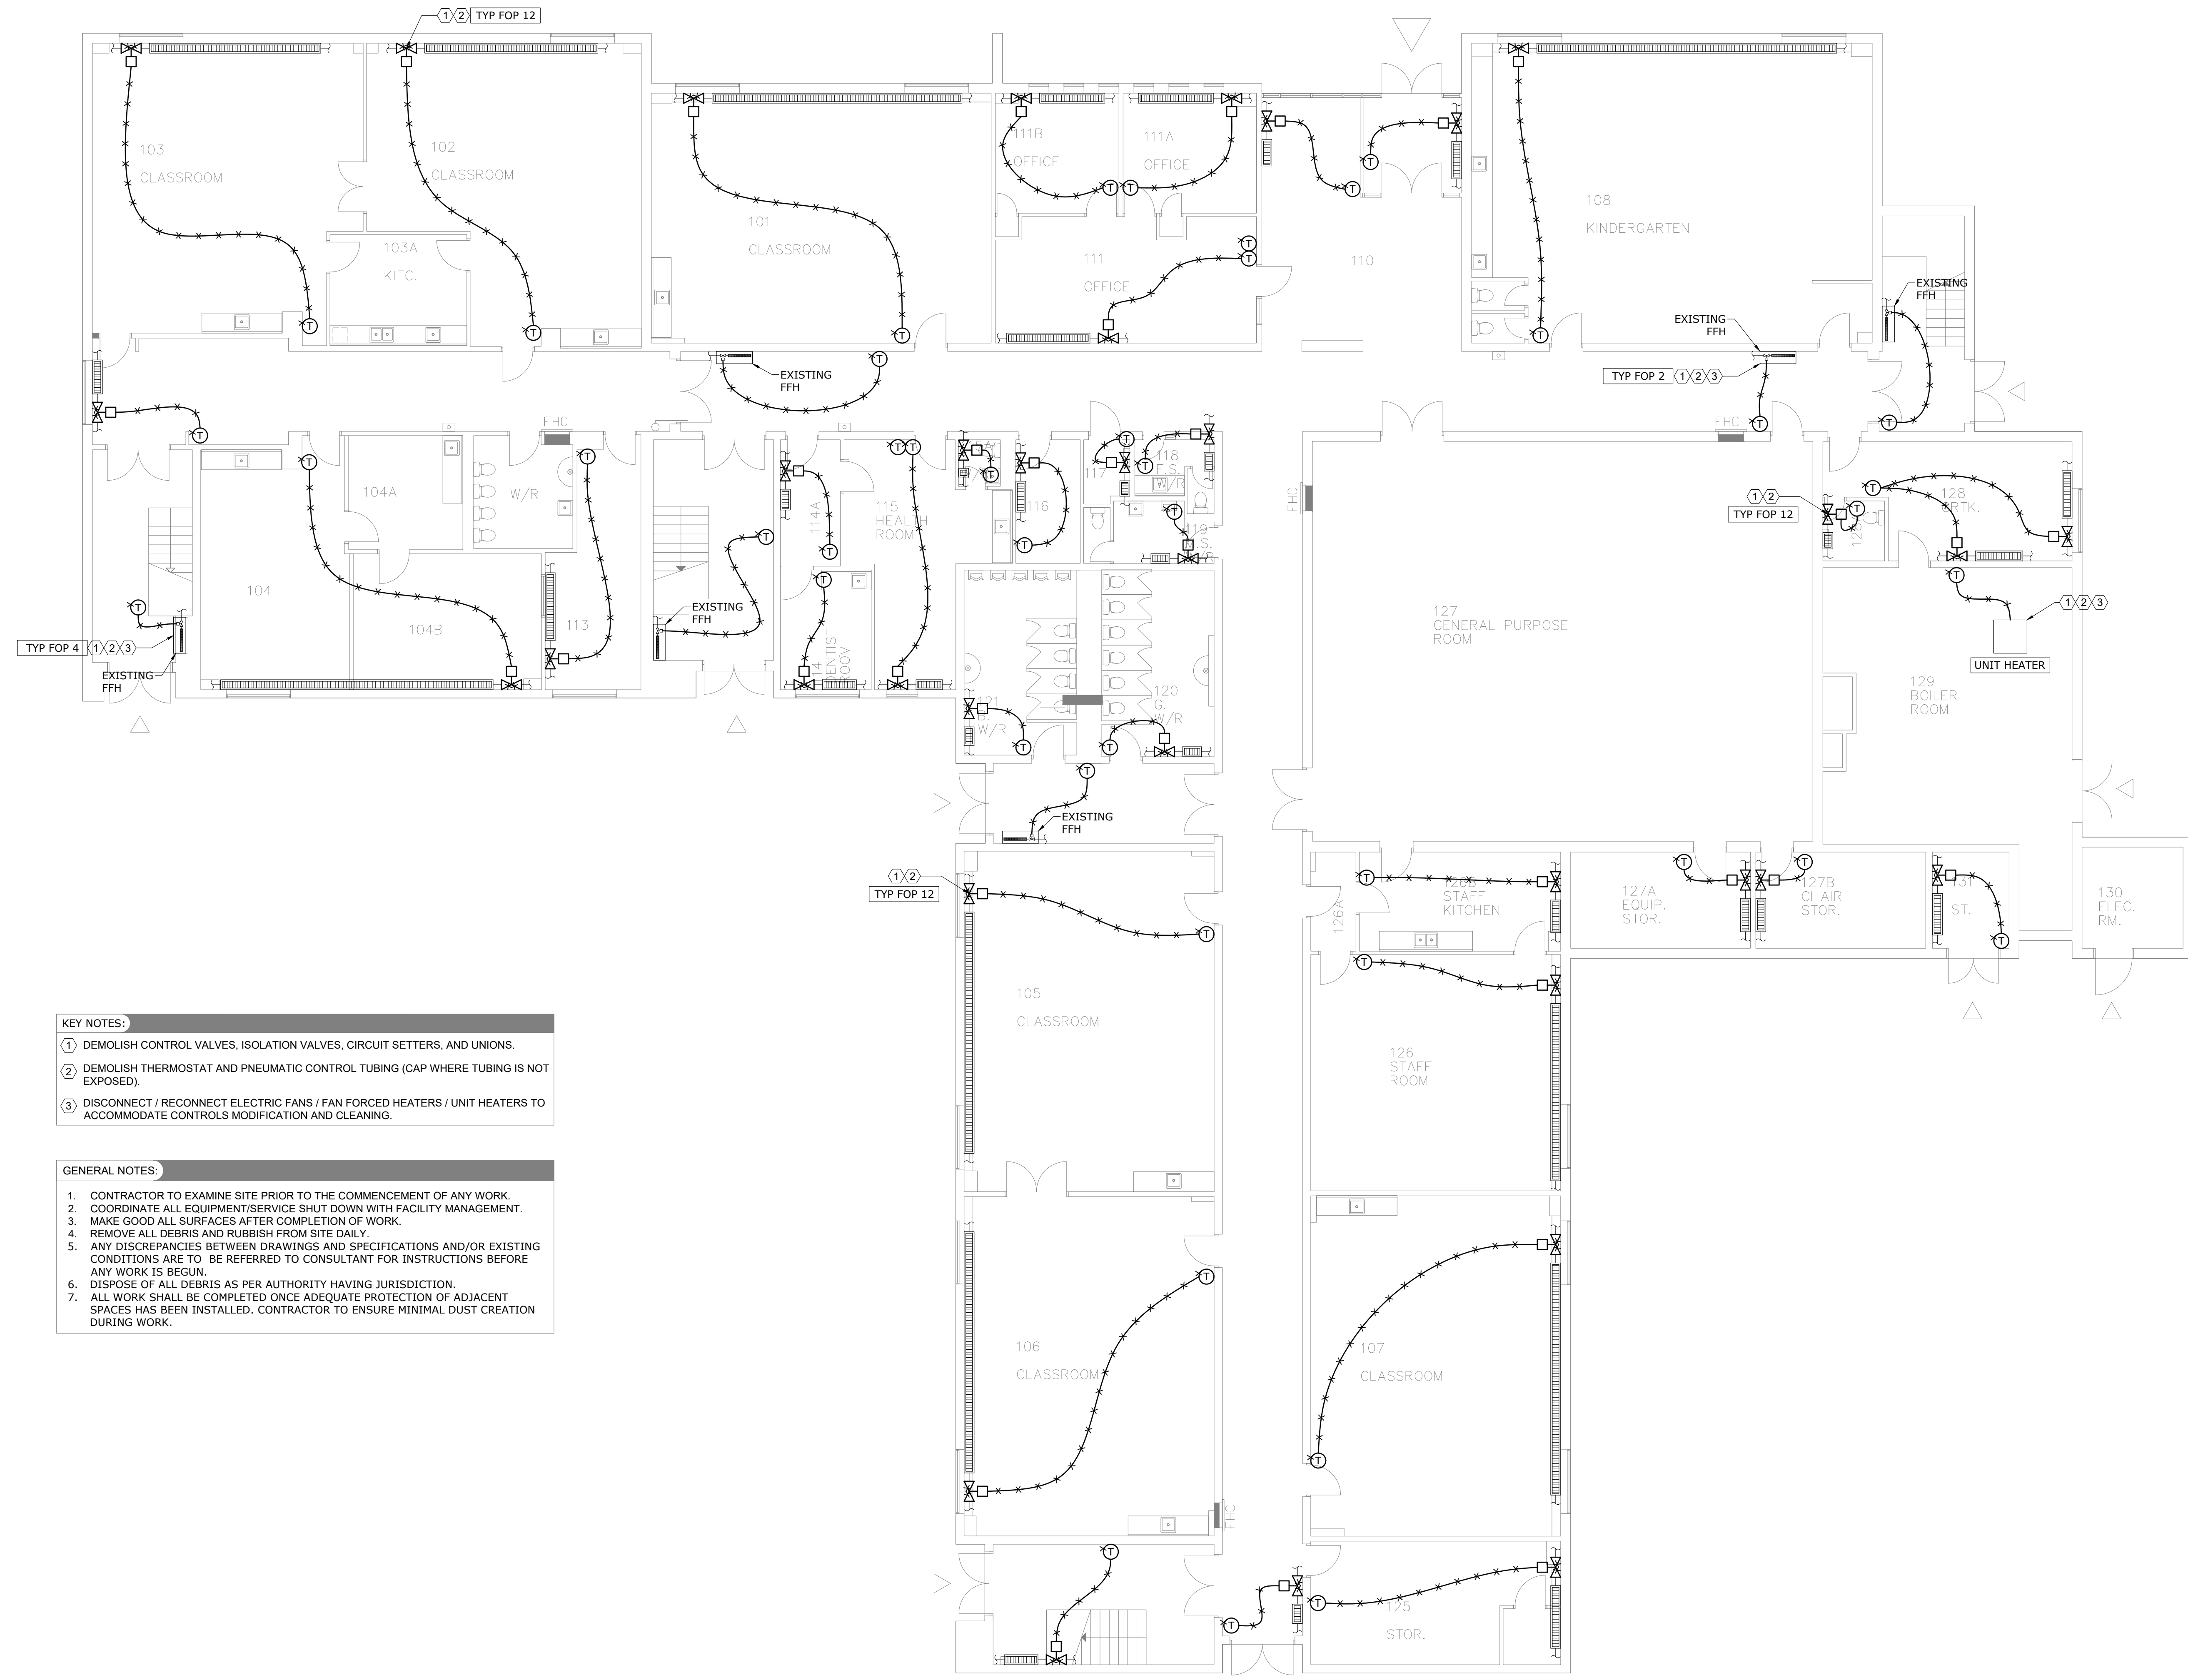 1 2 TYP FOP 12
103
CLASSROOM
102
CLASSROOM
103A
KITC.
101
CLASSROOM
111B
OFFICE
111A
OFFICE
111
OFFICE
110
108
KINDERGARTEN
EXISTING
FFH
EXISTING
FFH
TYP FOP 2 1 2 3
EXISTING
FFH
FHC
FHC
FHC
104A
W/R
104
104B
113
114A
115
HEALTH
ROOM
116
117
118
F.S.
W/R
114
DENTIST
ROOM
EXISTING
FFH
TYP FOP 4 1 2 3
EXISTING
FFH
1 2
TYP FOP 12
128
CRTK.
127
GENERAL PURPOSE
ROOM
1 2 3
UNIT HEATER
129
BOILER
ROOM
121
B.
W/R
120
G.
W/R
EXISTING
FFH
1 2
TYP FOP 12
126A
STAFF
KITCHEN
127A
EQUIP.
STOR.
127B
CHAIR
STOR.
131
ST.
130
ELEC.
RM.
105
CLASSROOM
126
STAFF
ROOM
106
CLASSROOM
107
CLASSROOM
FHC
125
STOR.
KEY NOTES:
1 DEMOLISH CONTROL VALVES, ISOLATION VALVES, CIRCUIT SETTERS, AND UNIONS.
2 DEMOLISH THERMOSTAT AND PNEUMATIC CONTROL TUBING (CAP WHERE TUBING IS NOT
EXPOSED).
3 DISCONNECT / RECONNECT ELECTRIC FANS / FAN FORCED HEATERS / UNIT HEATERS TO
ACCOMMODATE CONTROLS MODIFICATION AND CLEANING.
GENERAL NOTES:
1. CONTRACTOR TO EXAMINE SITE PRIOR TO THE COMMENCEMENT OF ANY WORK.
2. COORDINATE ALL EQUIPMENT/SERVICE SHUT DOWN WITH FACILITY MANAGEMENT.
3. MAKE GOOD ALL SURFACES AFTER COMPLETION OF WORK.
4. REMOVE ALL DEBRIS AND RUBBISH FROM SITE DAILY.
5. ANY DISCREPANCIES BETWEEN DRAWINGS AND SPECIFICATIONS AND/OR EXISTING
CONDITIONS ARE TO BE REFERRED TO CONSULTANT FOR INSTRUCTIONS BEFORE
ANY WORK IS BEGUN.
6. DISPOSE OF ALL DEBRIS AS PER AUTHORITY HAVING JURISDICTION.
7. ALL WORK SHALL BE COMPLETED ONCE ADEQUATE PROTECTION OF ADJACENT
SPACES HAS BEEN INSTALLED. CONTRACTOR TO ENSURE MINIMAL DUST CREATION
DURING WORK.